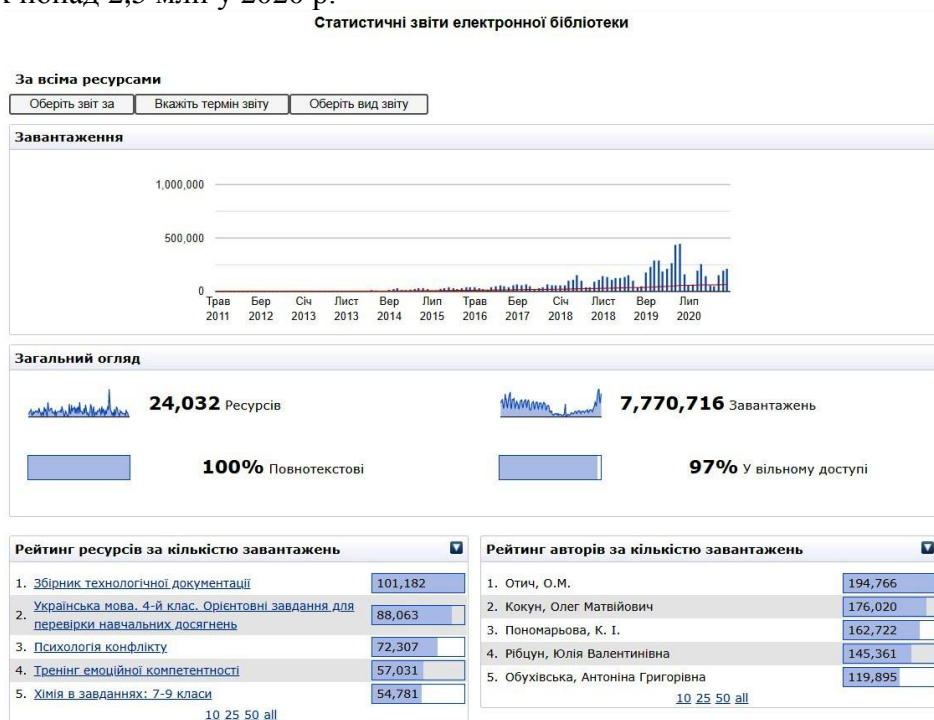 понад 2,5 млн у 2020 р.
Статистичні звіти електронної бібліотеки
За всіма ресурсами
Оберіть звіт за Вкажіть термін звіту Оберіть вид звіту
Завантаження
1,000,000
500,000
0
Трав Бер Січ Лист Вер Лип Трав Бер Січ Лист Вер Лип
2011 2012 2013 2013 2014 2015 2016 2017 2018 2018 2019 2020
Загальний огляд
24,032 Ресурсів 7,770,716 Завантажень
100% Повнотекстові 97% У вільному доступі
Рейтинг ресурсів за кількістю завантажень
1. Збірник технологічної документації 101,182
2. Українська мова. 4-й клас. Орієнтовні завдання для
перевірки навчальних досягнень 88,063
3. Психологія конфлікту 72,307
4. Тренінг емоційної компетентності 57,031
5. Хімія в завданнях: 7-9 класи 54,781
10 25 50 all
Рейтинг авторів за кількістю завантажень
1. Отич, О.М. 194,766
2. Кокун, Олег Матвійович 176,020
3. Пономарьова, К. І. 162,722
4. Рібцун, Юлія Валентинівна 145,361
5. Обухівська, Антоніна Григорівна 119,895
10 25 50 all